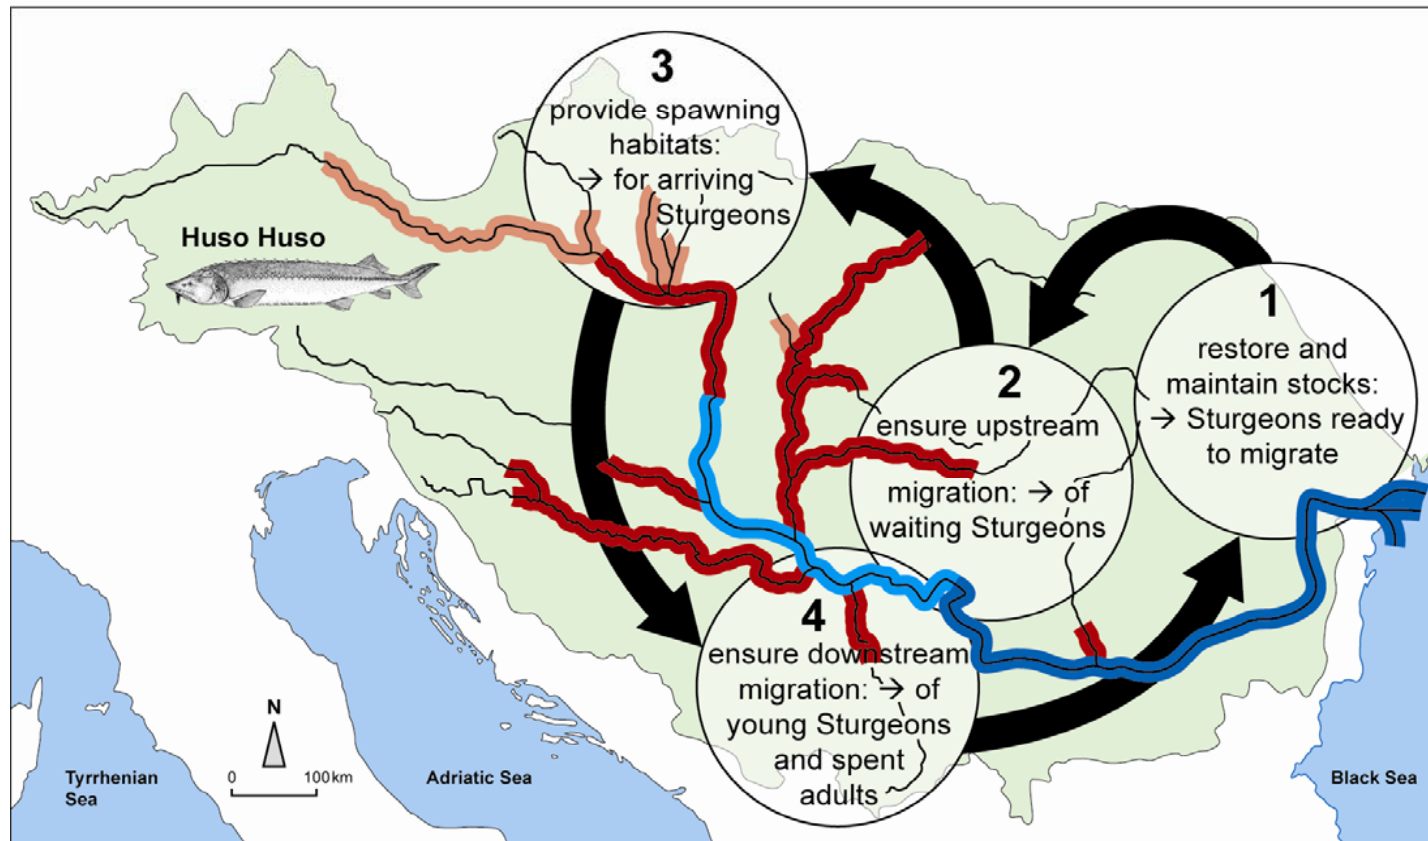 3
provide spawning
habitats:
→ for arriving
Sturgeons
Huso Huso
1
restore and
maintain stocks:
→ Sturgeons ready
to migrate
2
ensure upstream
migration: → of
waiting Sturgeons
4
ensure downstream
migration: → of
young Sturgeons
and spent
adults
N
0 100 km
Tyrrhenian
Sea
Adriatic Sea
Black Sea